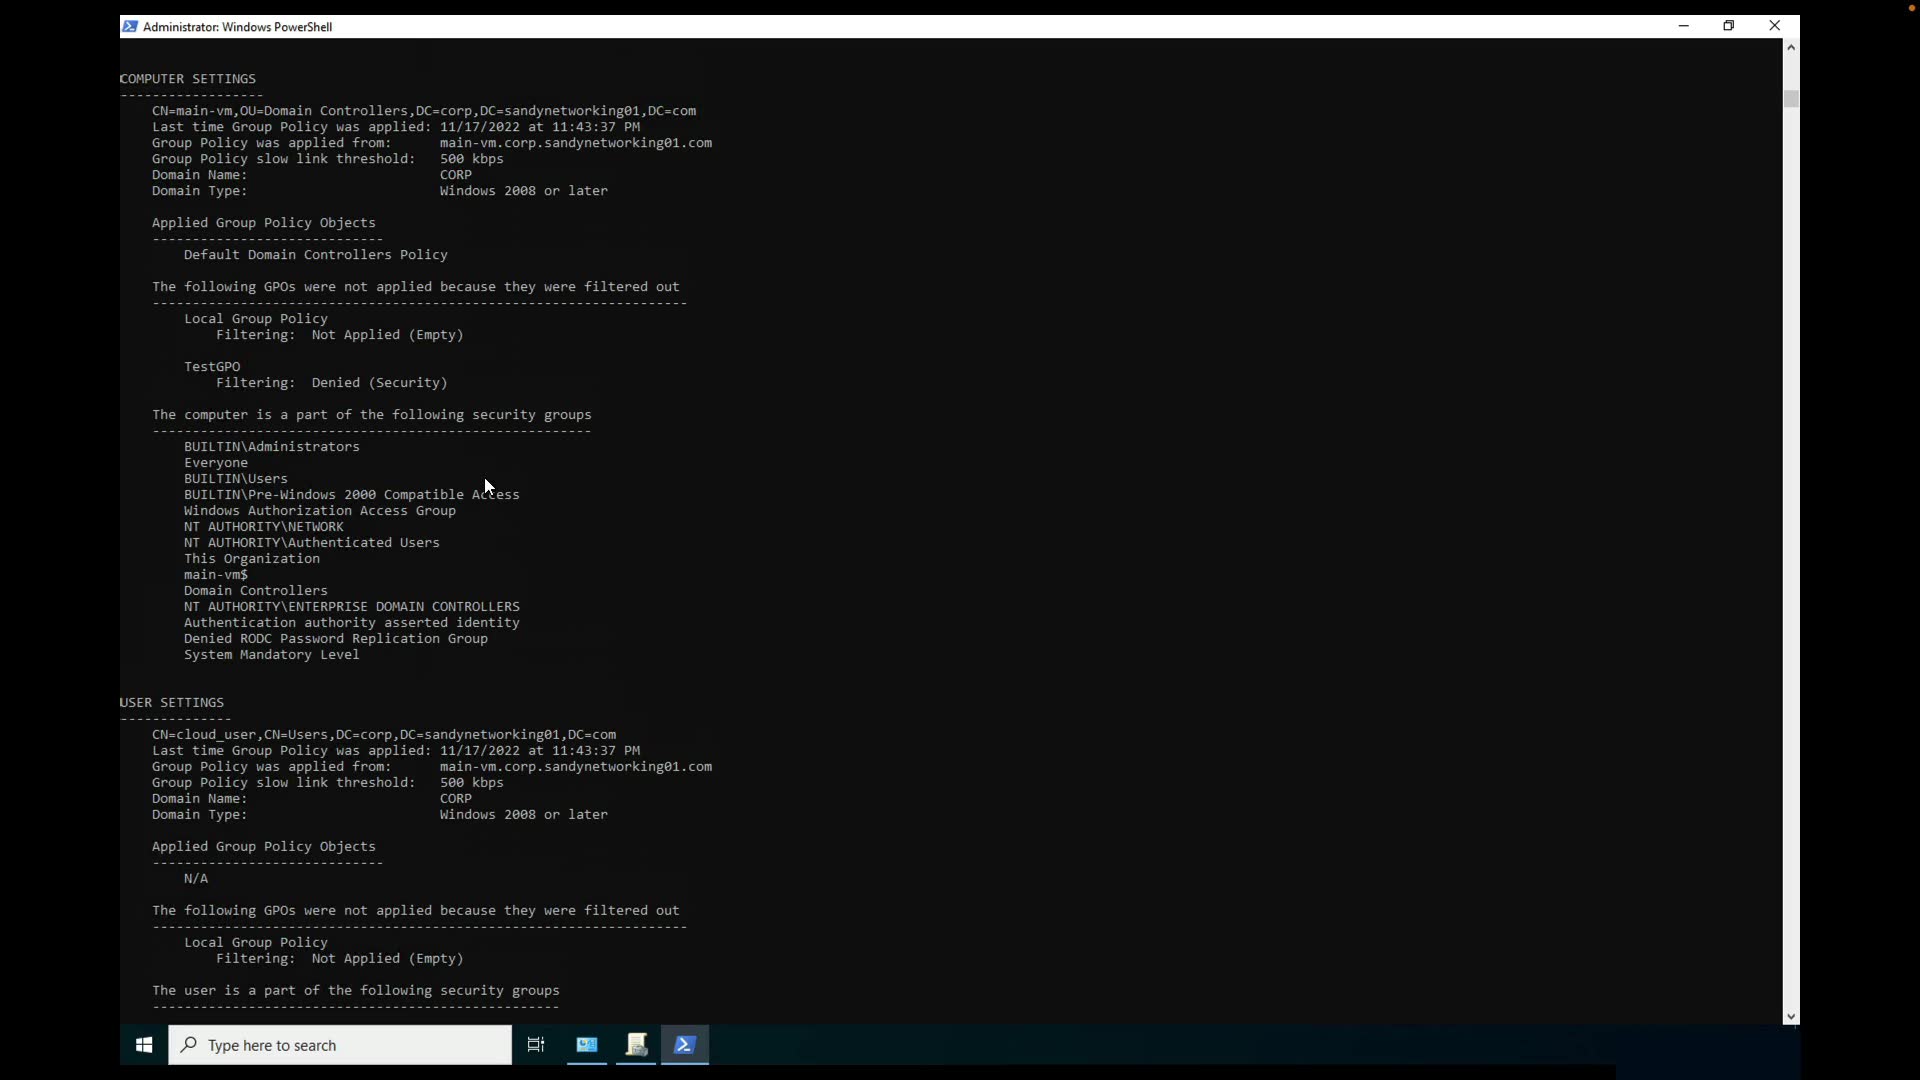 Administrator: Windows PowerShell
COMPUTER SETTINGS
------------------
CN=main-vm,OU=Domain Controllers,DC=corp,DC=sandynetworking01,DC=com
Last time Group Policy was applied: 11/17/2022 at 11:43:37 PM
Group Policy was applied from: main-vm.corp.sandynetworking01.com
Group Policy slow link threshold: 500 kbps
Domain Name: CORP
Domain Type: Windows 2008 or later
Applied Group Policy Objects
-----------------------------
Default Domain Controllers Policy
The following GPOs were not applied because they were filtered out
-------------------------------------------------------------------
Local Group Policy
Filtering: Not Applied (Empty)
TestGPO
Filtering: Denied (Security)
The computer is a part of the following security groups
-------------------------------------------------------
BUILTIN\Administrators
Everyone
BUILTIN\Users
BUILTIN\Pre-Windows 2000 Compatible Access
Windows Authorization Access Group
NT AUTHORITY\NETWORK
NT AUTHORITY\Authenticated Users
This Organization
main-vm$
Domain Controllers
NT AUTHORITY\ENTERPRISE DOMAIN CONTROLLERS
Authentication authority asserted identity
Denied RODC Password Replication Group
System Mandatory Level
USER SETTINGS
--------------
CN=cloud_user,CN=Users,DC=corp,DC=sandynetworking01,DC=com
Last time Group Policy was applied: 11/17/2022 at 11:43:37 PM
Group Policy was applied from: main-vm.corp.sandynetworking01.com
Group Policy slow link threshold: 500 kbps
Domain Name: CORP
Domain Type: Windows 2008 or later
Applied Group Policy Objects
-----------------------------
N/A
The following GPOs were not applied because they were filtered out
-------------------------------------------------------------------
Local Group Policy
Filtering: Not Applied (Empty)
The user is a part of the following security groups
---------------------------------------------------
Type here to search